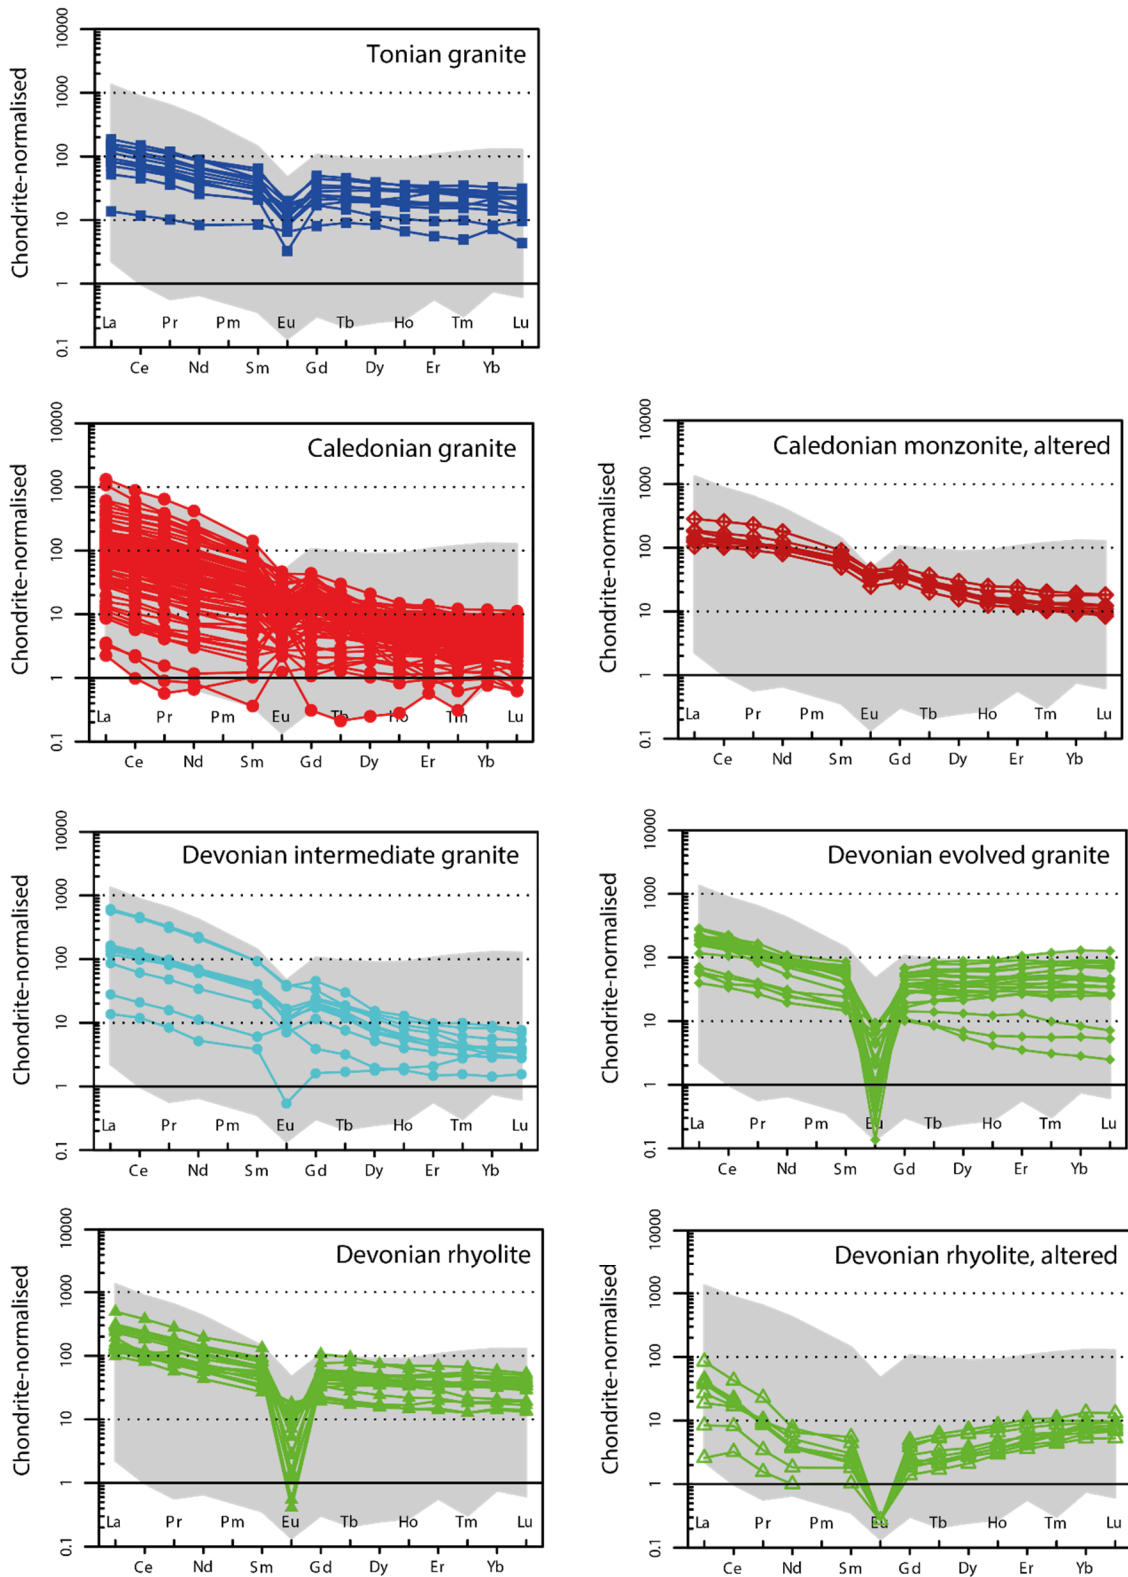 Tonian granite
Chondrite-normalised
10000
1000
100
10
1
0.1
La Pr Pm Eu Tb Ho Tm Lu
Ce Nd Sm Gd Dy Er Yb
Caledonian granite
Chondrite-normalised
10000
1000
100
10
1
0.1
La Pr Pm Eu Tb Ho Tm Lu
Ce Nd Sm Gd Dy Er Yb
Caledonian monzonite, altered
Chondrite-normalised
10000
1000
100
10
1
0.1
La Pr Pm Eu Tb Ho Tm Lu
Ce Nd Sm Gd Dy Er Yb
Devonian intermediate granite
Chondrite-normalised
10000
1000
100
10
1
0.1
La Pr Pm Eu Tb Ho Tm Lu
Ce Nd Sm Gd Dy Er Yb
Devonian evolved granite
Chondrite-normalised
10000
1000
100
10
1
0.1
La Pr Pm Eu Tb Ho Tm Lu
Ce Nd Sm Gd Dy Er Yb
Devonian rhyolite
Chondrite-normalised
10000
1000
100
10
1
0.1
La Pr Pm Eu Tb Ho Tm Lu
Ce Nd Sm Gd Dy Er Yb
Devonian rhyolite, altered
Chondrite-normalised
10000
1000
100
10
1
0.1
La Pr Pm Eu Tb Ho Tm Lu
Ce Nd Sm Gd Dy Er Yb